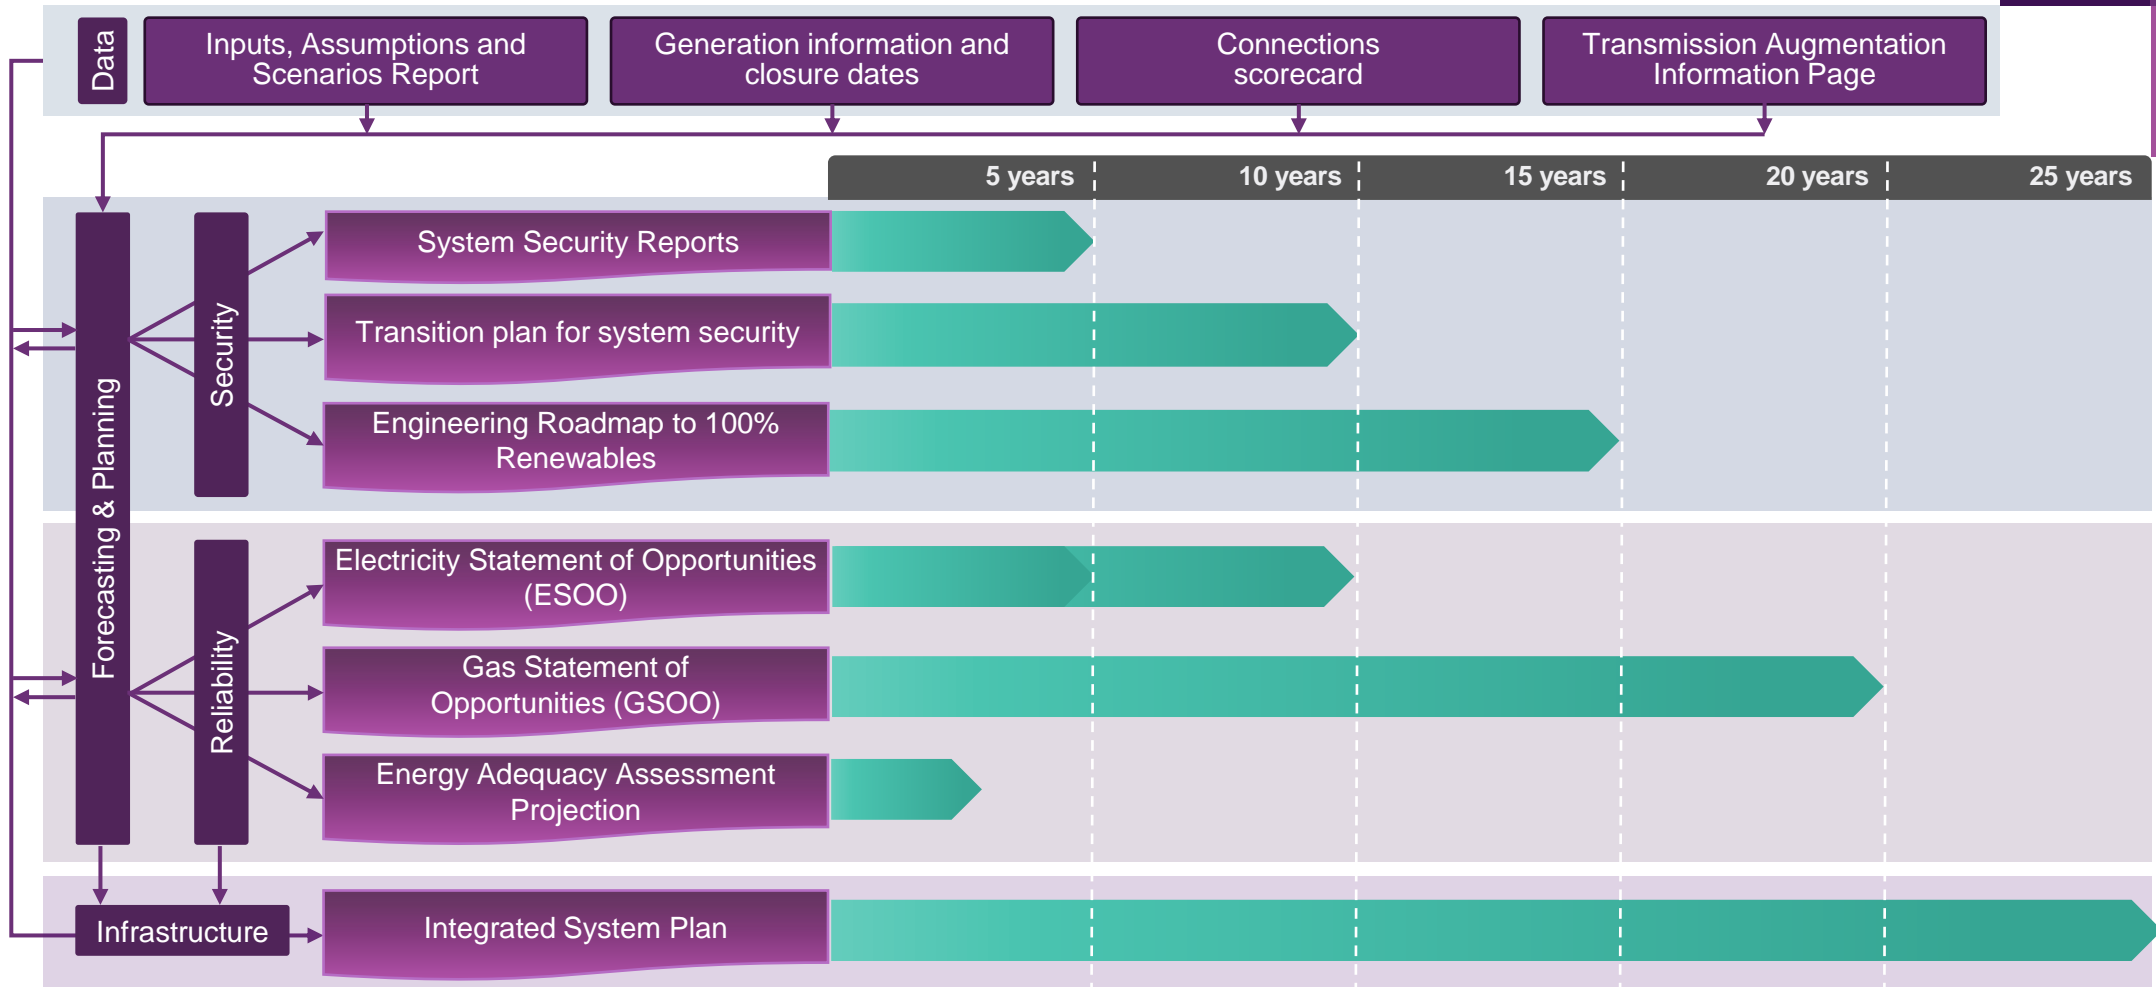 Data
Inputs, Assumptions and
Scenarios Report
Generation information and
closure dates
Connections
scorecard
Transmission Augmentation
Information Page
5 years
10 years
15 years
20 years
25 years
Forecasting & Planning
Security
System Security Reports
Transition plan for system security
Engineering Roadmap to 100%
Renewables
Reliability
Electricity Statement of Opportunities
(ESOO)
Gas Statement of
Opportunities (GSOO)
Energy Adequacy Assessment
Projection
Infrastructure
Integrated System Plan